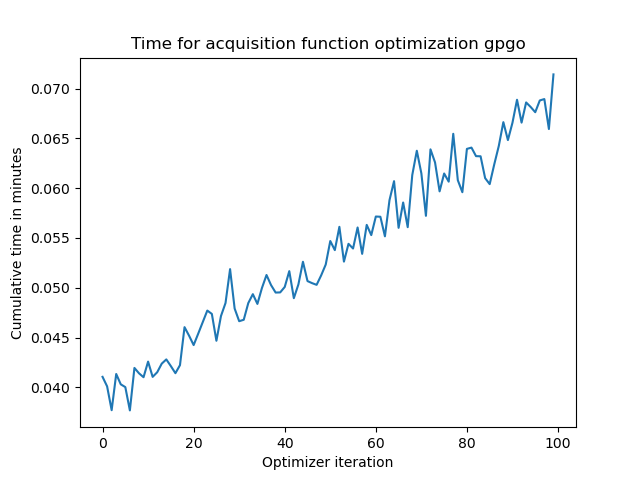 Time for acquisition function optimization gpgo
0.070
0.065
0.060
0.055
0.050
0.045
0.040
Cumulative time in minutes
0 20 40 60 80 100
Optimizer iteration